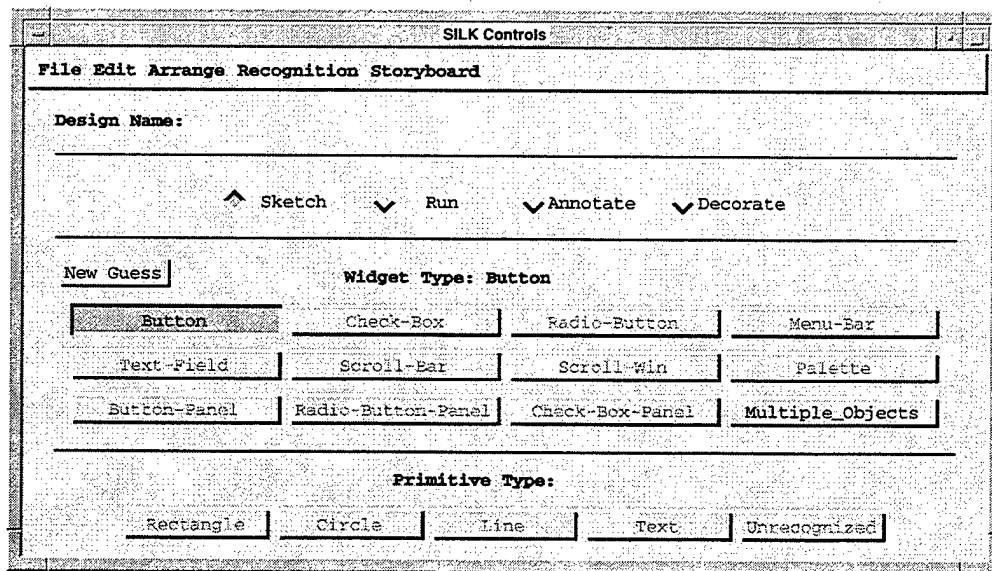 SILK Controls
File Edit Arrange Recognition Storyboard
Design Name:
Sketch Run Annotate Decorate
New Guess Widget Type: Button
Button Check-Box Radio-Button Menu-Bar
Text-Field Scroll-Bar Scroll-Win Palette
Button-Panel Radio-Button-Panel Check-Box-Panel Multiple_Objects
Primitive Type:
Rectangle Circle Line Text Unrecognized